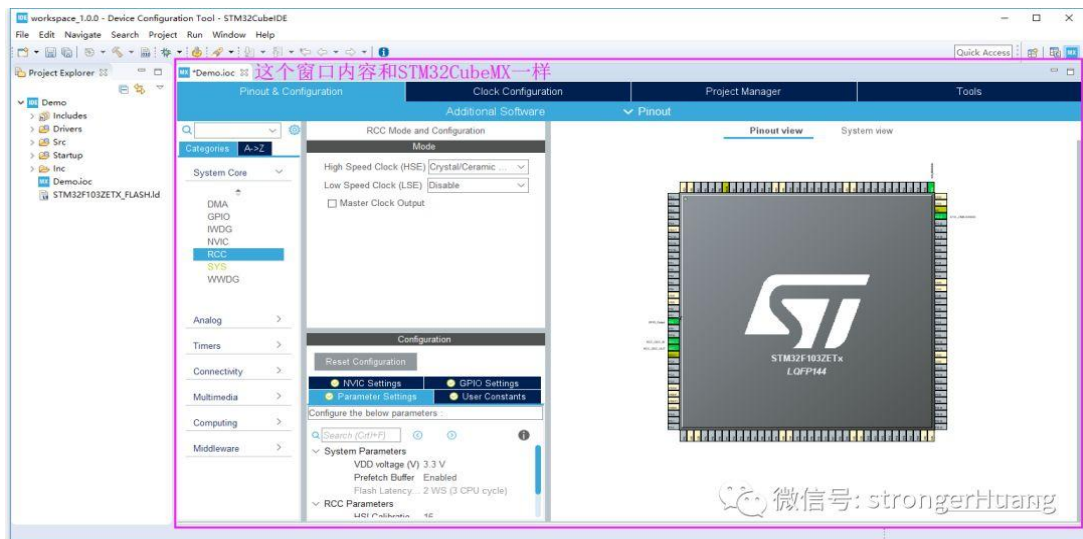 workspace_1.0.0 - Device Configuration Tool - STM32CubeIDE
File Edit Navigate Search Project Run Window Help
Quick Access
Project Explorer
*Demo.ioc
这个窗口内容和STM32CubeMX一样
Pinout & Configuration
Clock Configuration
Project Manager
Tools
Additional Software
Pinout
Demo
Includes
Drivers
Src
Startup
Inc
Demo.ioc
STM32F103ZETX_FLASH.ld
Categories
A->Z
System Core
DMA
GPIO
IWDG
NVIC
RCC
SYS
WWDG
Analog
Timers
Connectivity
Multimedia
Computing
Middleware
RCC Mode and Configuration
Mode
High Speed Clock (HSE) Crystal/Ceramic ...
Low Speed Clock (LSE) Disable
Master Clock Output
Configuration
Reset Configuration
NVIC Settings
GPIO Settings
Parameter Settings
User Constants
Configure the below parameters :
Search (Crtl+F)
System Parameters
VDD voltage (V) 3.3 V
Prefetch Buffer Enabled
Flash Latency... 2 WS (3 CPU cycle)
RCC Parameters
HSI Calibratio... 16
Pinout view
System view
ST
STM32F103ZETx
LQFP144
微信号: strongerHuang